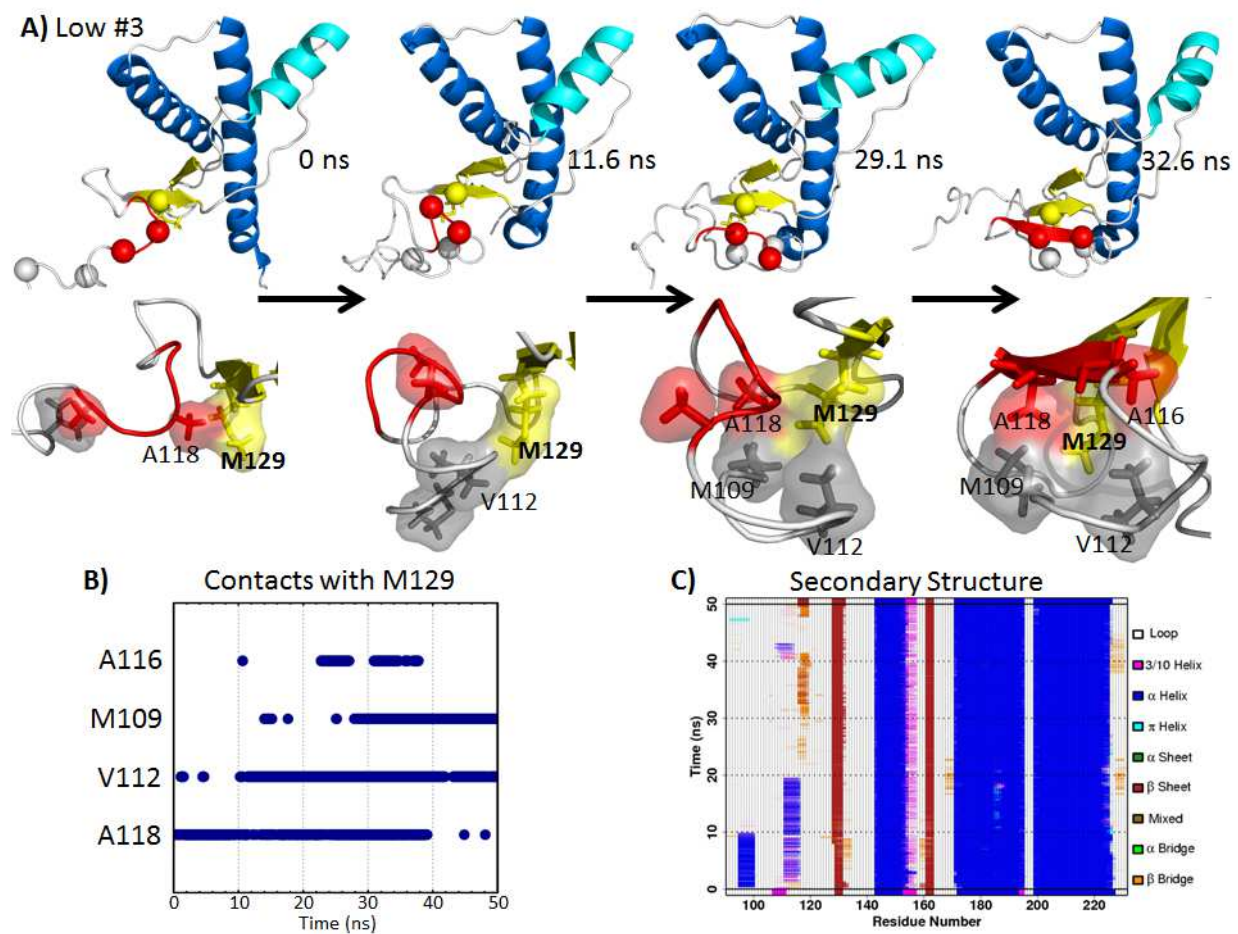 A) Low #3
0 ns
11.6 ns
29.1 ns
32.6 ns
A118
M129
V112
M129
A118
M129
M109
V112
A118
M129
A116
M109
V112
B) Contacts with M129
A116
M109
V112
A118
0 10 20 30 40 50
Time (ns)
C) Secondary Structure
50
40
30
20
10
0
Time (ns)
100 120 140 160 180 200 220
Residue Number
Loop
3/10 Helix
α Helix
π Helix
α Sheet
β Sheet
Mixed
α Bridge
β Bridge